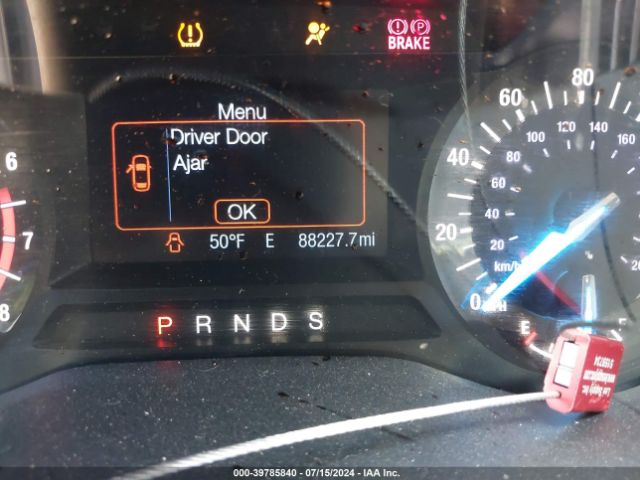 BRAKE
Menu
Driver Door
Ajar
OK
50°F E 88227.7mi
P R N D S
6
7
8
0 20 40 60 80
20 40 60 80 100 120 140 160
km/h
E
000-39785840 - 07/15/2024 - IAA Inc.